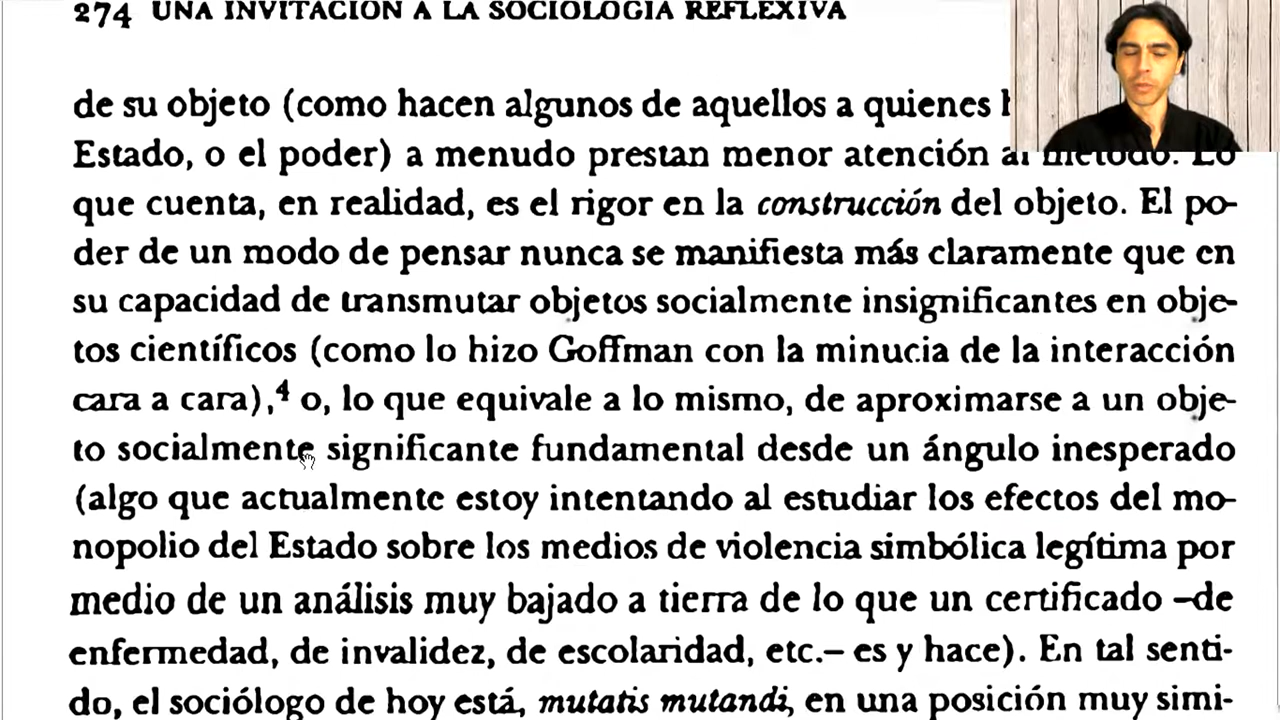 274 UNA INVITACIÓN A LA SOCIOLOGÍA REFLEXIVA
de su objeto (como hacen algunos de aquellos a quienes
Estado, o el poder) a menudo prestan menor atención al método. Lo
que cuenta, en realidad, es el rigor en la construcción del objeto. El po-
der de un modo de pensar nunca se manifiesta más claramente que en
su capacidad de transmutar objetos socialmente insignificantes en obje-
tos científicos (como lo hizo Goffman con la minucia de la interacción
cara a cara),⁴ o, lo que equivale a lo mismo, de aproximarse a un obje-
to socialmente significante fundamental desde un ángulo inesperado
(algo que actualmente estoy intentando al estudiar los efectos del mo-
nopolio del Estado sobre los medios de violencia simbólica legítima por
medio de un análisis muy bajado a tierra de lo que un certificado –de
enfermedad, de invalidez, de escolaridad, etc.– es y hace). En tal senti-
do, el sociólogo de hoy está, mutatis mutandi, en una posición muy simi-